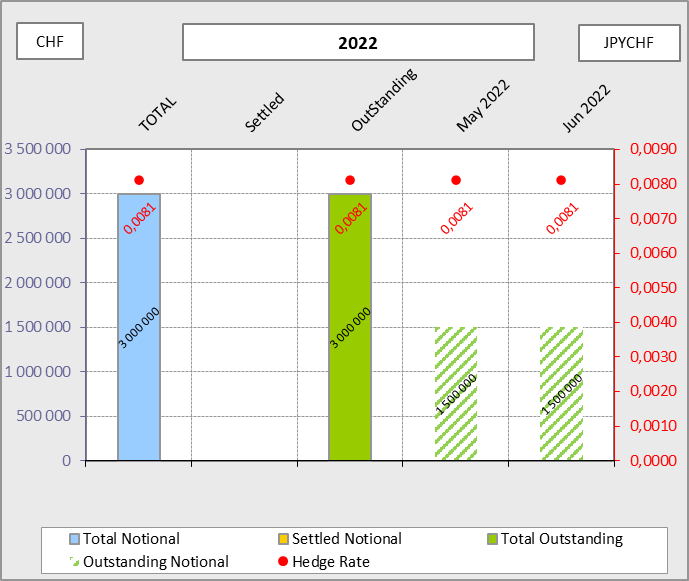 CHF
2022
JPYCHF
TOTAL
Settled
OutStanding
May 2022
Jun 2022
3 500 000
3 000 000
2 500 000
2 000 000
1 500 000
1 000 000
500 000
0
0,0090
0,0080
0,0070
0,0060
0,0050
0,0040
0,0030
0,0020
0,0010
0,0000
0,0081
0,0081
0,0081
0,0081
3 000 000
3 000 000
1 500 000
1 500 000
Total Notional
Settled Notional
Total Outstanding
Outstanding Notional
Hedge Rate